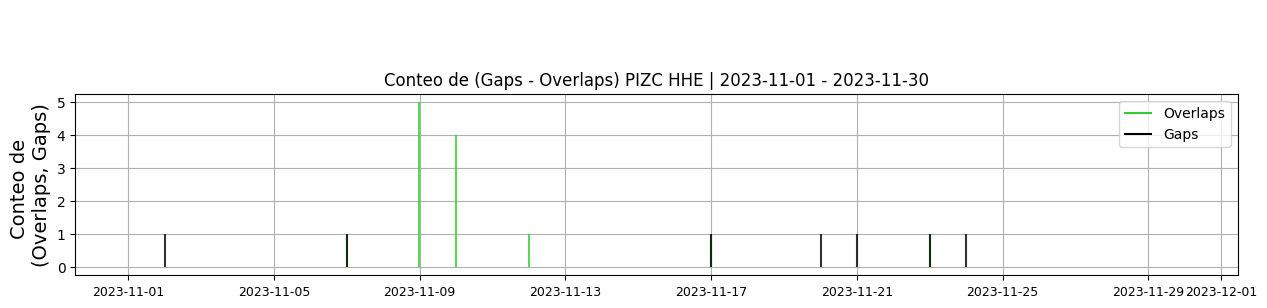 Conteo de (Gaps - Overlaps) PIZC HHE | 2023-11-01 - 2023-11-30
Conteo de
(Overlaps, Gaps)
5
4
3
2
1
0
Overlaps
Gaps
2023-11-01 2023-11-05 2023-11-09 2023-11-13 2023-11-17 2023-11-21 2023-11-25 2023-11-29 2023-12-01